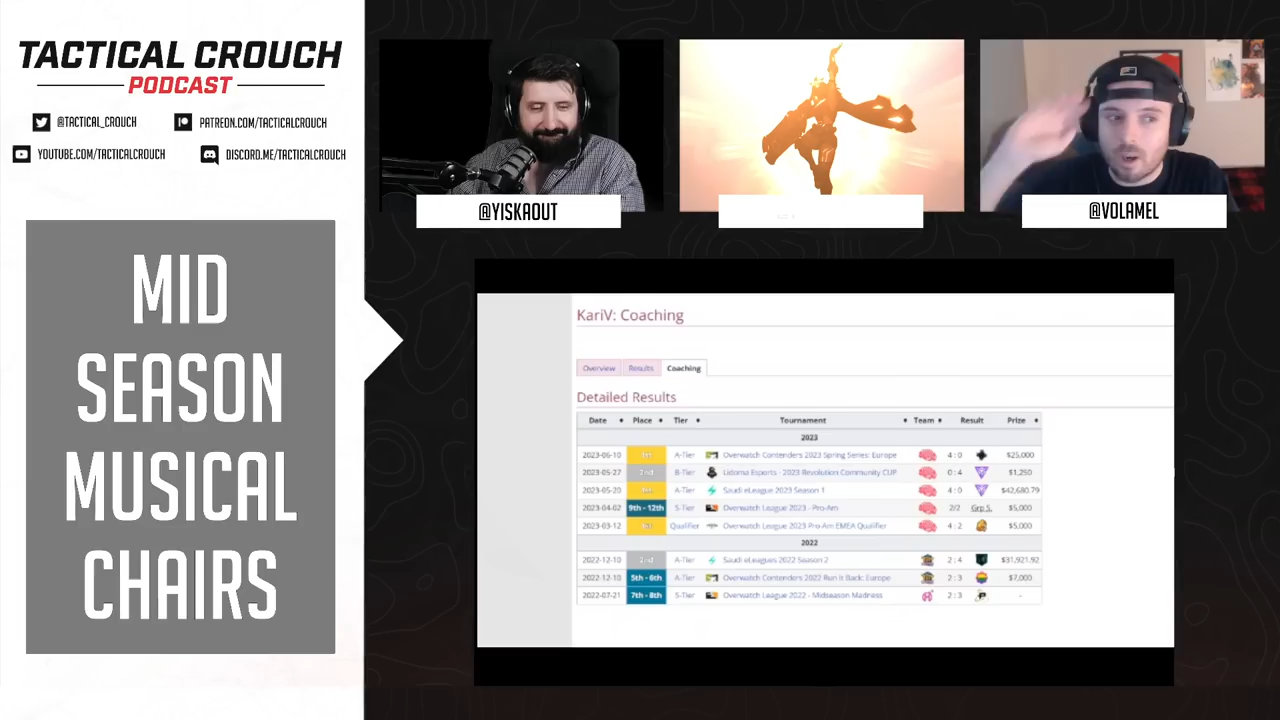 TACTICAL CROUCH
PODCAST
@TACTICAL_CROUCH
PATREON.COM/TACTICALCROUCH
YOUTUBE.COM/TACTICALCROUCH
DISCORD.ME/TACTICALCROUCH
MID
SEASON
MUSICAL
CHAIRS
@YISKAOUT
@VOLAMEL
KariV: Coaching
Overview Results Coaching
Detailed Results
Date Place Tier Tournament Team Result Prize
2023
2023-06-10 1st A-Tier Overwatch Contenders 2023 Spring Series: Europe 4 : 0 $25,000
2023-05-27 2nd B-Tier Lidoma Esports - 2023 Revolution Community CUP 0 : 4 $1,250
2023-05-20 1st A-Tier Saudi eLeague 2023 Season 1 4 : 0 $42,680.79
2023-04-02 9th - 12th S-Tier Overwatch League 2023 - Pro-Am 2/2 Grp S. $5,000
2023-03-12 1st Qualifier Overwatch League 2023 Pro-Am EMEA Qualifier 4 : 2 $5,000
2022
2022-12-10 2nd A-Tier Saudi eLeagues 2022 Season 2 2 : 4 $31,921.92
2022-12-10 5th - 6th A-Tier Overwatch Contenders 2022 Run It Back: Europe 2 : 3 $7,000
2022-07-21 7th - 8th S-Tier Overwatch League 2022 - Midseason Madness 2 : 3 -